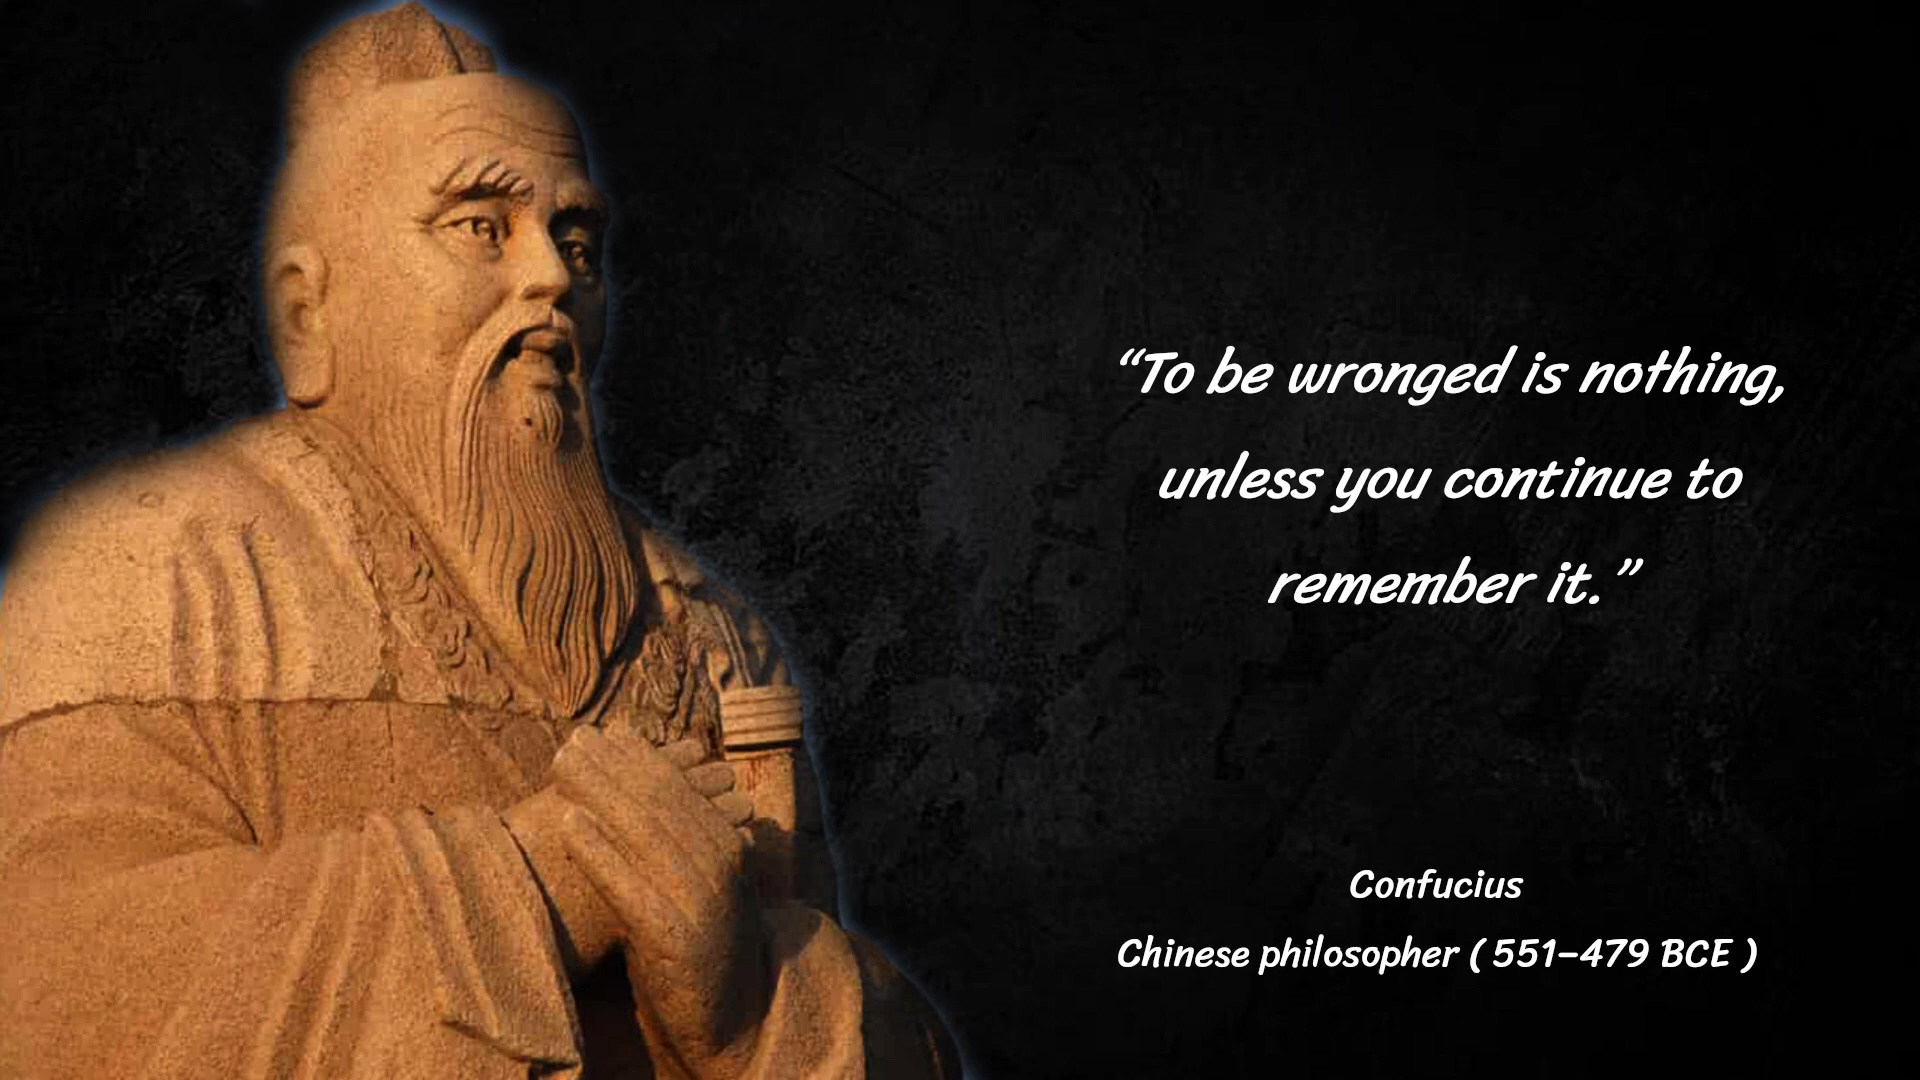 “To be wronged is nothing,
unless you continue to
remember it.”
Confucius
Chinese philosopher ( 551–479 BCE )